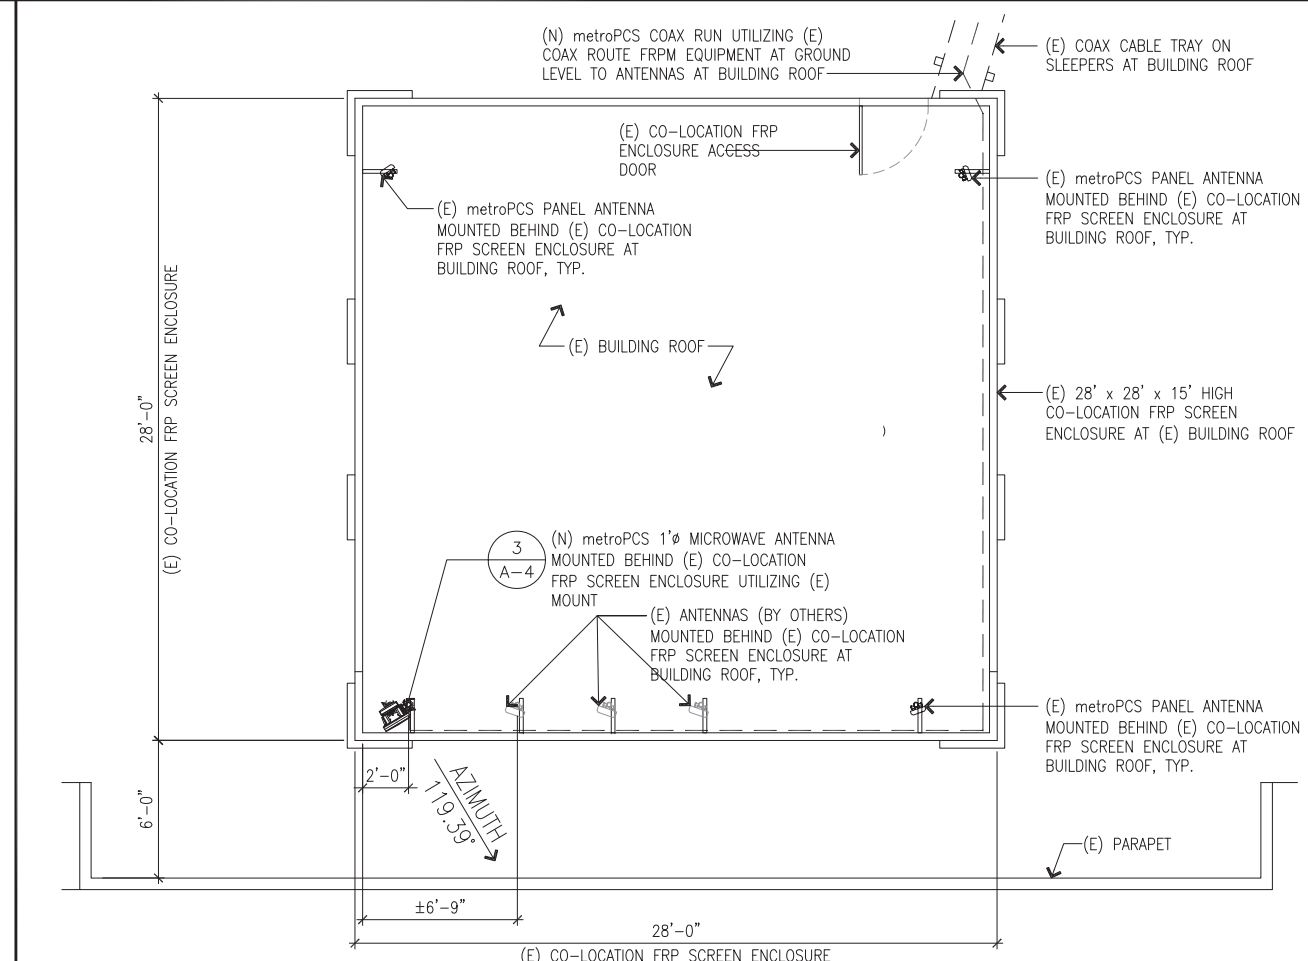 (N) metroPCS COAX RUN UTILIZING (E)
COAX ROUTE FRPM EQUIPMENT AT GROUND
LEVEL TO ANTENNAS AT BUILDING ROOF
(E) COAX CABLE TRAY ON
SLEEPERS AT BUILDING ROOF
(E) CO-LOCATION FRP
ENCLOSURE ACCESS
DOOR
(E) metroPCS PANEL ANTENNA
MOUNTED BEHIND (E) CO-LOCATION
FRP SCREEN ENCLOSURE AT
BUILDING ROOF, TYP.
(E) metroPCS PANEL ANTENNA
MOUNTED BEHIND (E) CO-LOCATION
FRP SCREEN ENCLOSURE AT
BUILDING ROOF, TYP.
28'-0"
(E) CO-LOCATION FRP SCREEN ENCLOSURE
(E) BUILDING ROOF
(E) 28' x 28' x 15' HIGH
CO-LOCATION FRP SCREEN
ENCLOSURE AT (E) BUILDING ROOF
)
3
A-4
(N) metroPCS 1'ø MICROWAVE ANTENNA
MOUNTED BEHIND (E) CO-LOCATION
FRP SCREEN ENCLOSURE UTILIZING (E)
MOUNT
(E) ANTENNAS (BY OTHERS)
MOUNTED BEHIND (E) CO-LOCATION
FRP SCREEN ENCLOSURE AT
BUILDING ROOF, TYP.
(E) metroPCS PANEL ANTENNA
MOUNTED BEHIND (E) CO-LOCATION
FRP SCREEN ENCLOSURE AT
BUILDING ROOF, TYP.
2'-0"
AZIMUTH
119.39°
6'-0"
(E) PARAPET
±6'-9"
28'-0"
(E) CO-LOCATION FRP SCREEN ENCLOSURE